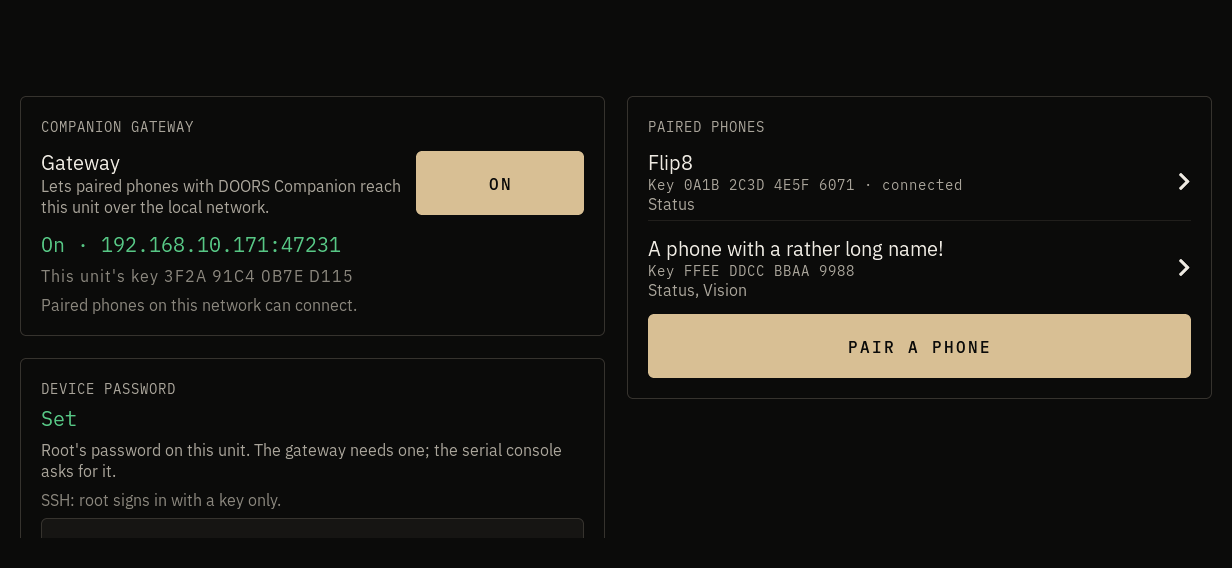 COMPANION GATEWAY
Gateway
Lets paired phones with DOORS Companion reach
this unit over the local network.
ON
On · 192.168.10.171:47231
This unit's key 3F2A 91C4 0B7E D115
Paired phones on this network can connect.
DEVICE PASSWORD
Set
Root's password on this unit. The gateway needs one; the serial console
asks for it.
SSH: root signs in with a key only.
PAIRED PHONES
Flip8
Key 0A1B 2C3D 4E5F 6071 · connected
Status
A phone with a rather long name!
Key FFEE DDCC BBAA 9988
Status, Vision
PAIR A PHONE